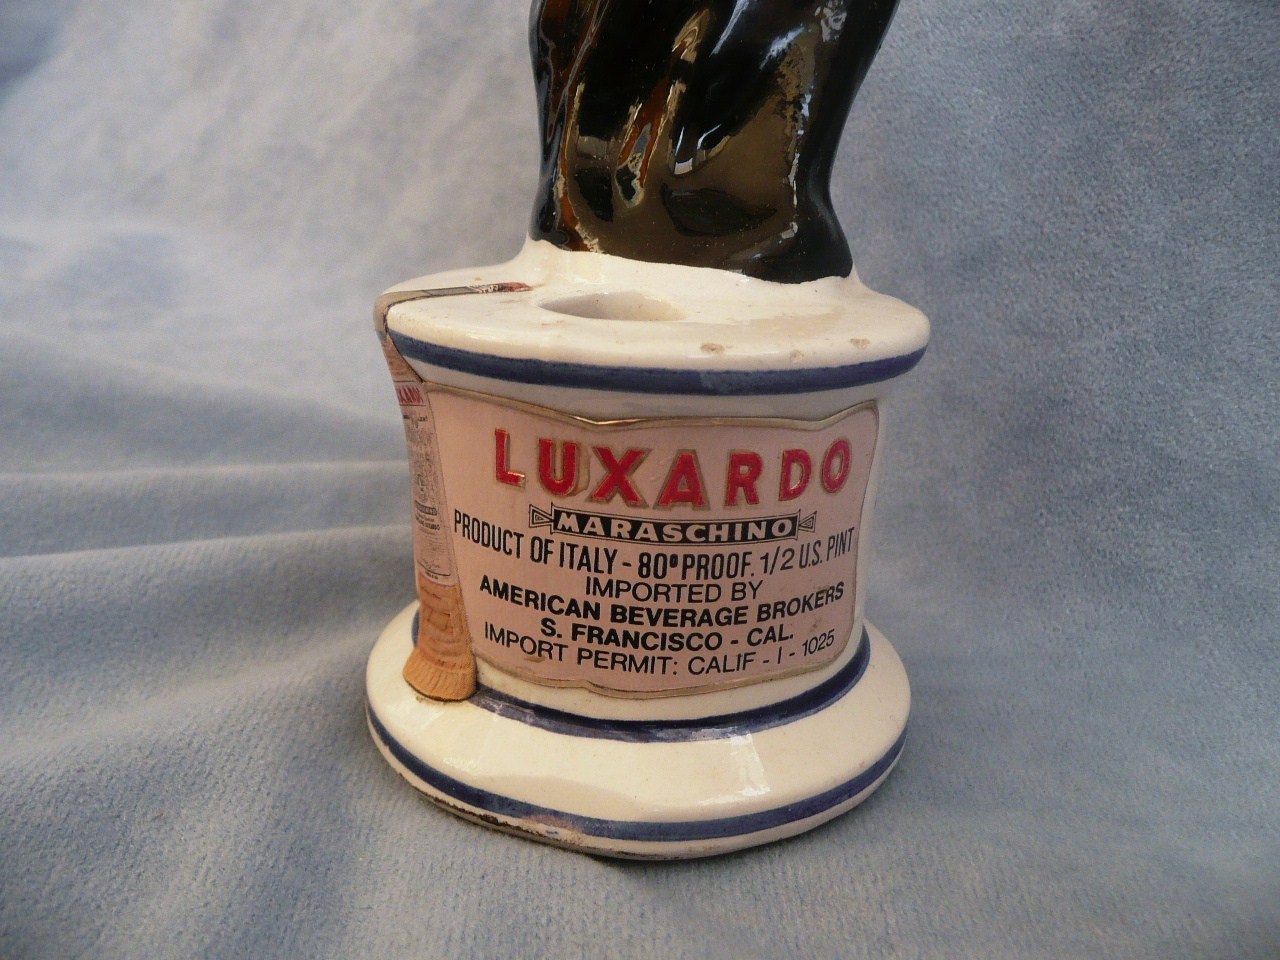 LUXARDO
MARASCHINO
PRODUCT OF ITALY - 80º PROOF. 1/2 U.S. PINT
IMPORTED BY
AMERICAN BEVERAGE BROKERS
S. FRANCISCO - CAL.
IMPORT PERMIT: CALIF - I - 1025